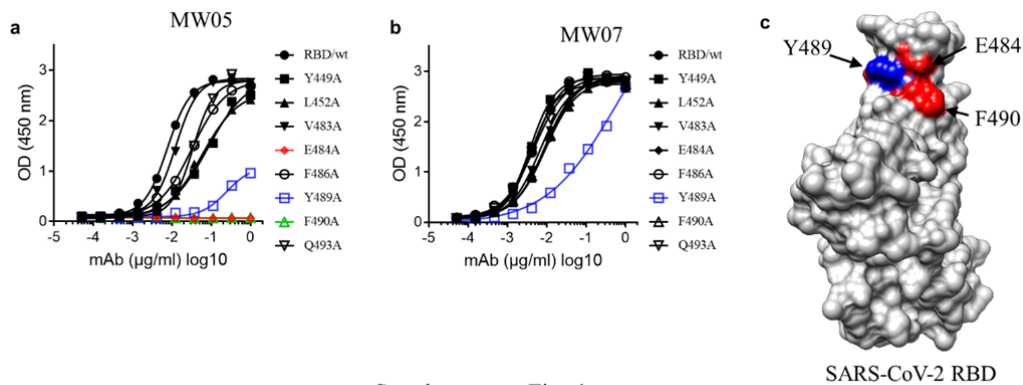 a
MW05
OD (450 nm)
3
2
1
0
-5 -4 -3 -2 -1 0
mAb (µg/ml) log10
RBD/wt
Y449A
L452A
V483A
E484A
F486A
Y489A
F490A
Q493A
b
MW07
OD (450 nm)
3
2
1
0
-5 -4 -3 -2 -1 0
mAb (µg/ml) log10
RBD/wt
Y449A
L452A
V483A
E484A
F486A
Y489A
F490A
Q493A
c
Y489
E484
F490
SARS-CoV-2 RBD